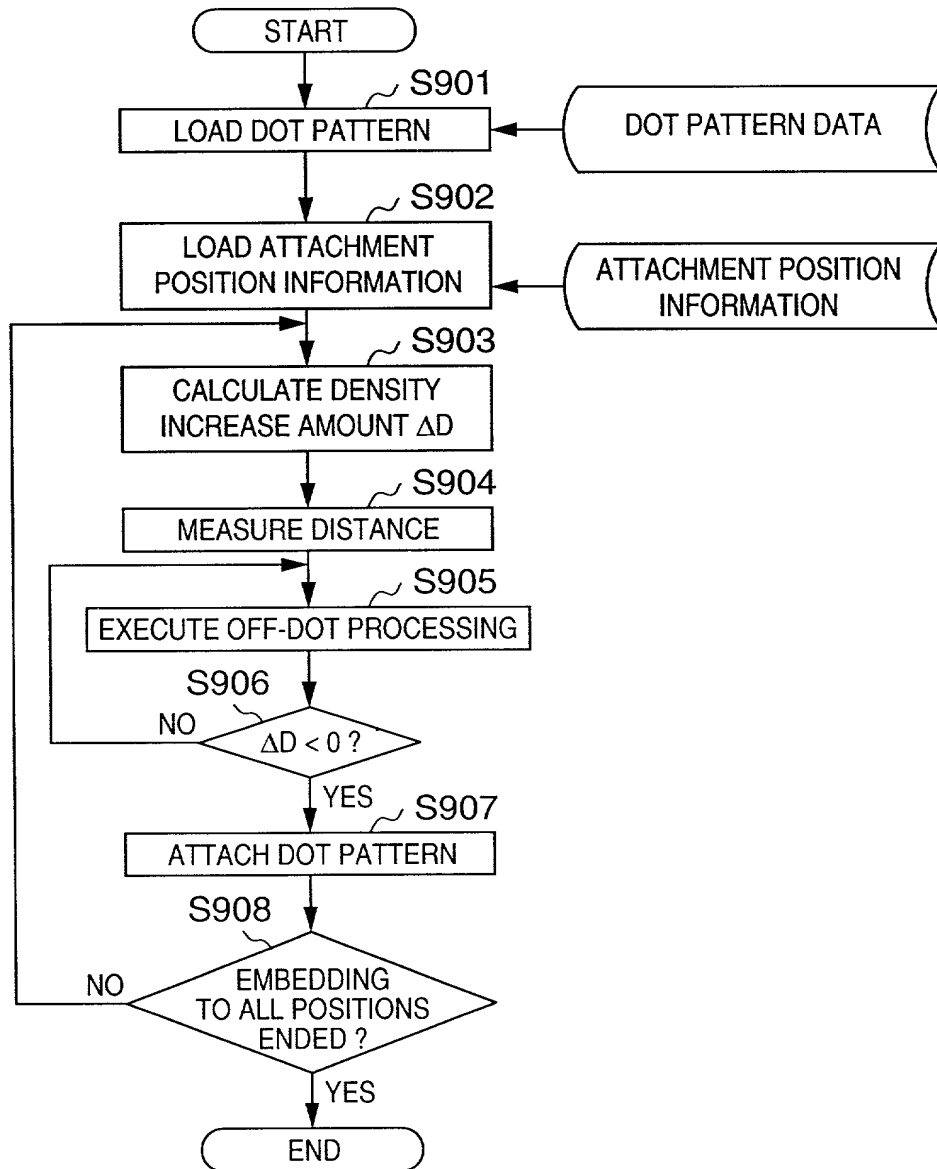 START
S901
LOAD DOT PATTERN
DOT PATTERN DATA
S902
LOAD ATTACHMENT
POSITION INFORMATION
ATTACHMENT POSITION
INFORMATION
S903
CALCULATE DENSITY
INCREASE AMOUNT ΔD
S904
MEASURE DISTANCE
S905
EXECUTE OFF-DOT PROCESSING
S906
NO
ΔD < 0 ?
YES
S907
ATTACH DOT PATTERN
S908
NO
EMBEDDING
TO ALL POSITIONS
ENDED ?
YES
END